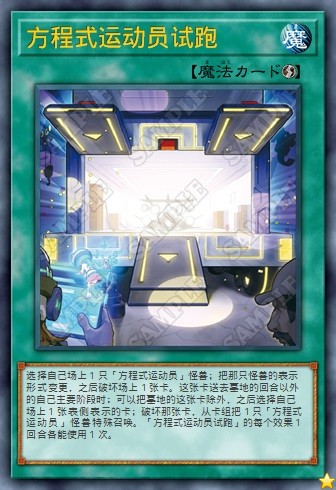 方程式运动员试跑
魔
【魔法カード】
选择自己场上1只「方程式运动员」怪兽；把那只怪兽的表示
形式变更，之后破坏场上1张卡。这张卡送去墓地的回合以外
的自己主要阶段时；可以把墓地的这张卡除外，之后选择自己
场上1张表侧表示的卡；破坏那张卡，从卡组把1只「方程式运
动员」怪兽特殊召唤。「方程式运动员试跑」的每个效果1
回合各能使用1次。
SAMPLE